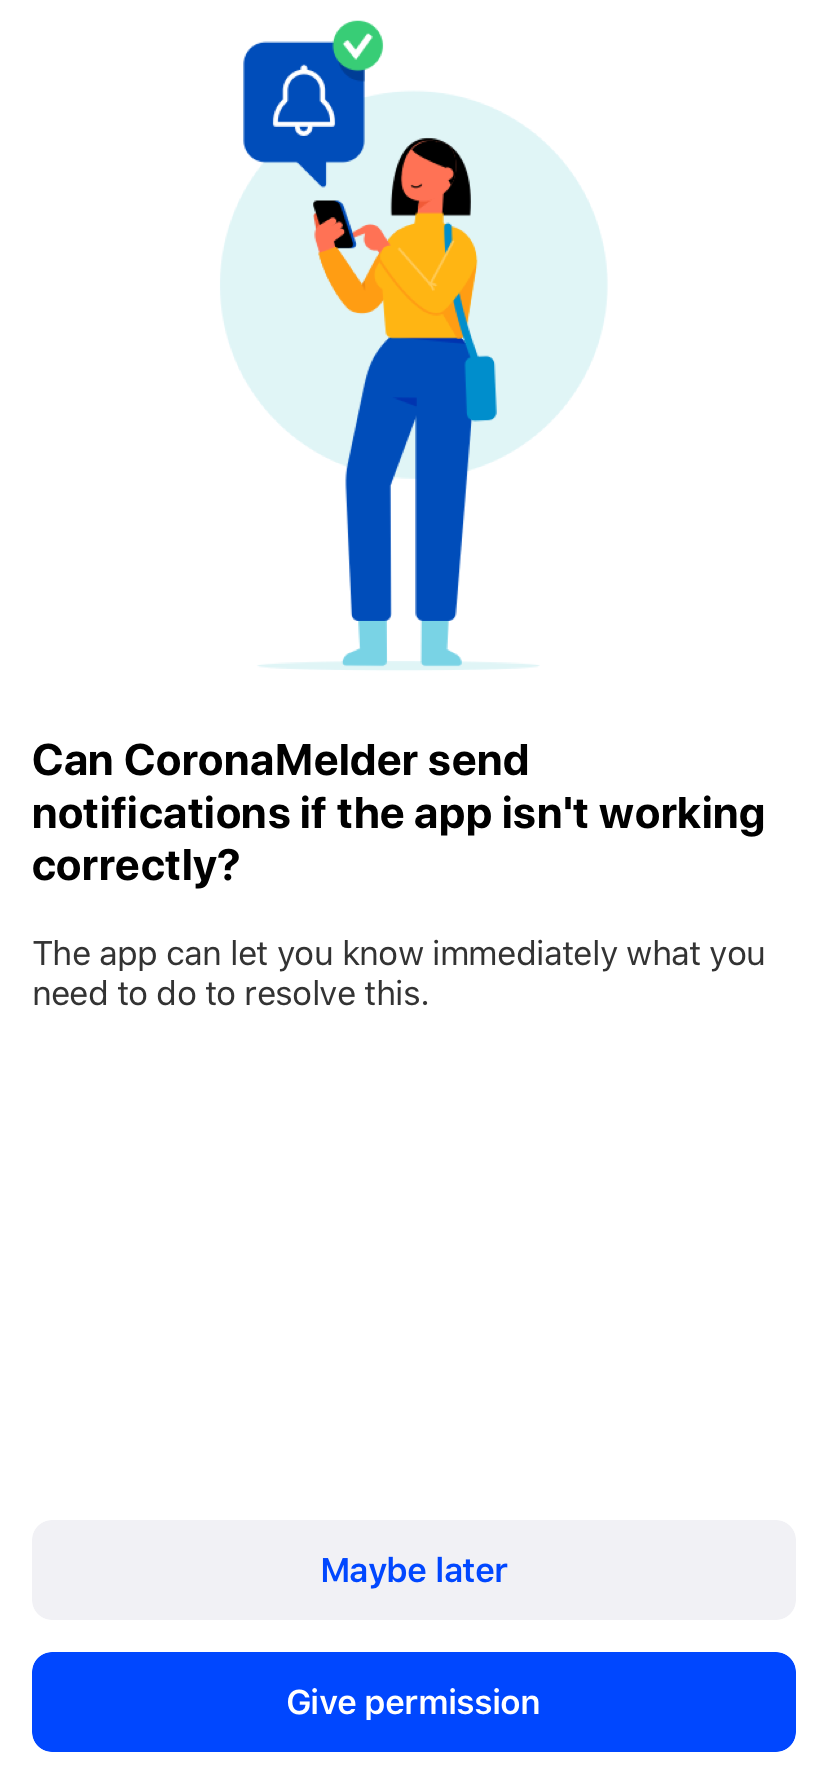 Can CoronaMelder send
notifications if the app isn't working
correctly?
The app can let you know immediately what you
need to do to resolve this.
Maybe later
Give permission